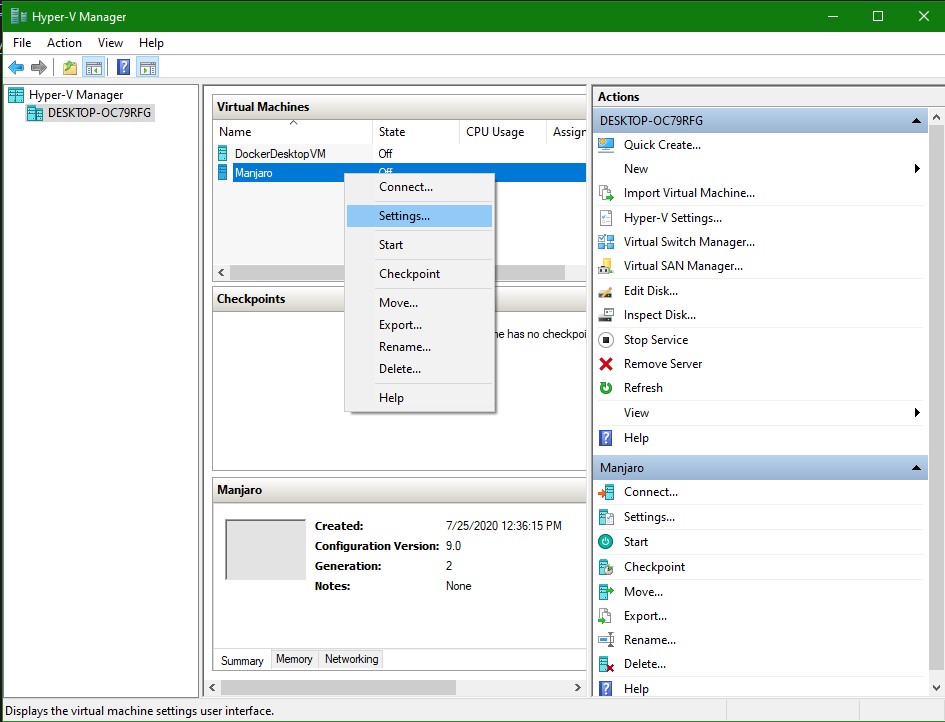 Hyper-V Manager
File Action View Help
Hyper-V Manager
DESKTOP-OC79RFG
Virtual Machines
Name State CPU Usage Assign
DockerDesktopVM Off
Manjaro Off
Connect...
Settings...
Start
Checkpoint
Move...
Export...
Rename...
Delete...
Help
Checkpoints
ne has no checkpoi
Manjaro
Created: 7/25/2020 12:36:15 PM
Configuration Version: 9.0
Generation: 2
Notes: None
Summary Memory Networking
Actions
DESKTOP-OC79RFG
Quick Create...
New
Import Virtual Machine...
Hyper-V Settings...
Virtual Switch Manager...
Virtual SAN Manager...
Edit Disk...
Inspect Disk...
Stop Service
Remove Server
Refresh
View
Help
Manjaro
Connect...
Settings...
Start
Checkpoint
Move...
Export...
Rename...
Delete...
Help
Displays the virtual machine settings user interface.